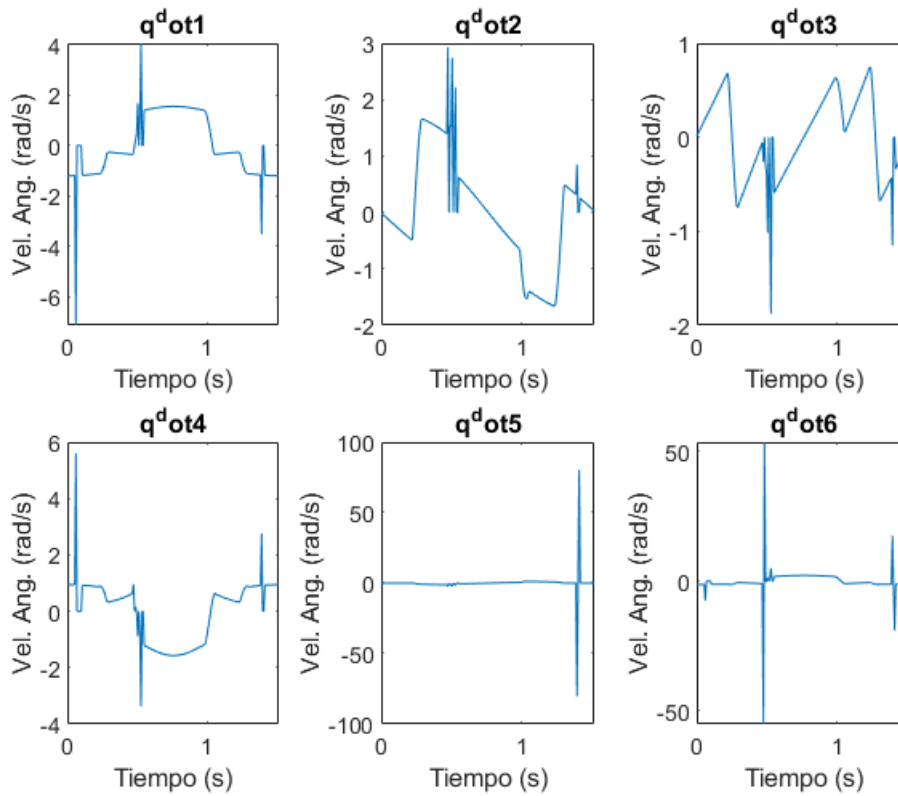 q^dot1
Vel. Ang. (rad/s)
4
2
0
-2
-4
-6
0
1
Tiempo (s)
q^dot2
Vel. Ang. (rad/s)
3
2
1
0
-1
-2
0
1
Tiempo (s)
q^dot3
Vel. Ang. (rad/s)
1
0
-1
-2
0
1
Tiempo (s)
q^dot4
Vel. Ang. (rad/s)
6
4
2
0
-2
-4
0
1
Tiempo (s)
q^dot5
Vel. Ang. (rad/s)
100
50
0
-50
-100
0
1
Tiempo (s)
q^dot6
Vel. Ang. (rad/s)
50
0
-50
0
1
Tiempo (s)